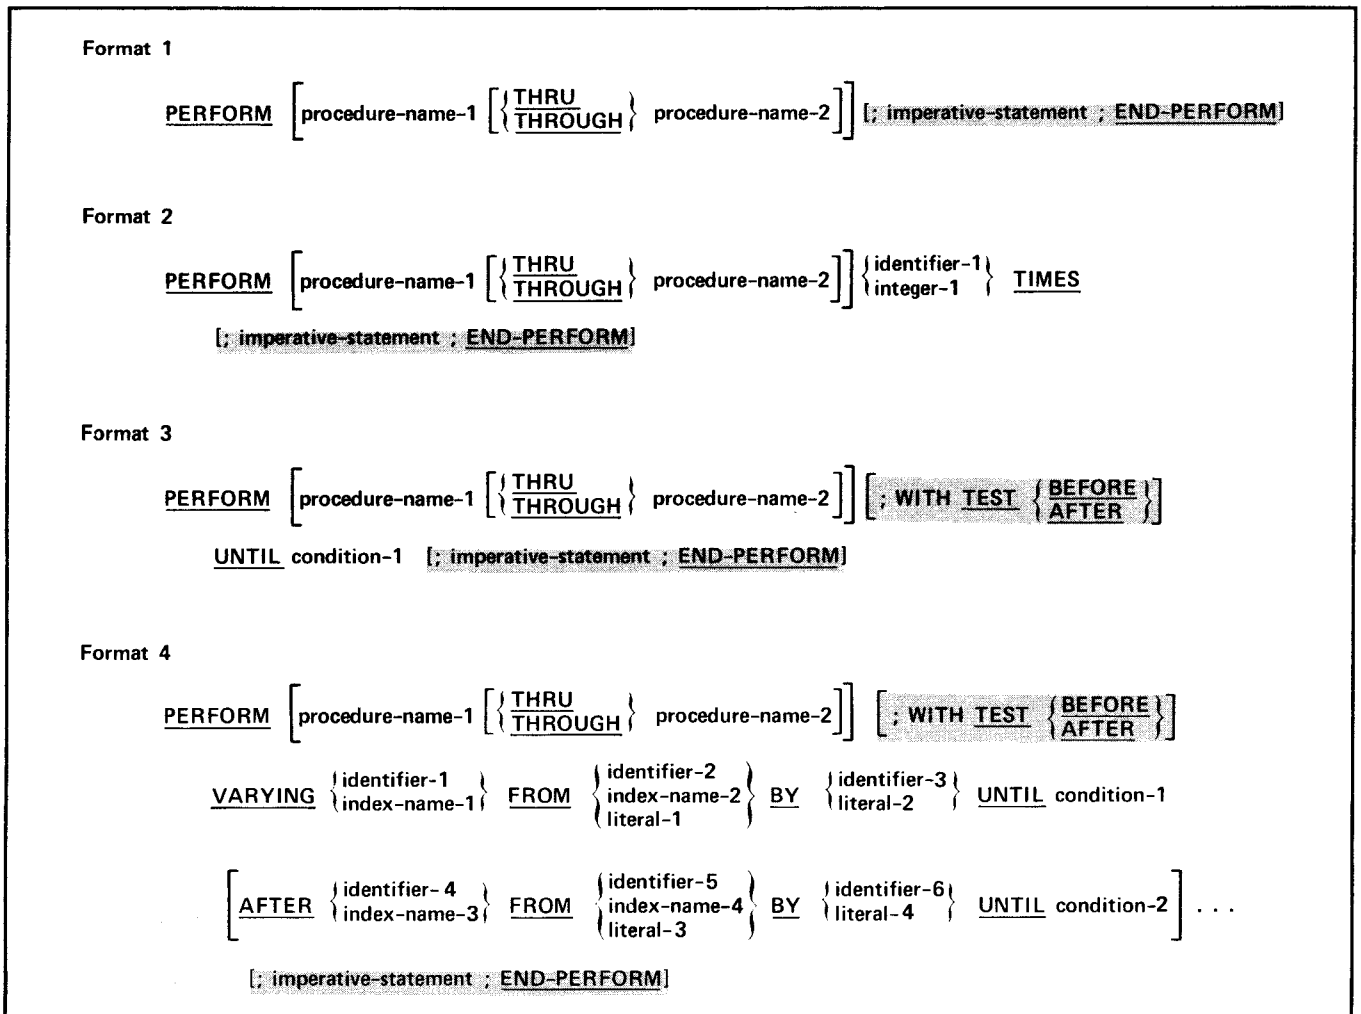 Format 1
PERFORM [procedure-name-1 [{THRU
THROUGH} procedure-name-2]] [; imperative-statement ; END-PERFORM]
Format 2
PERFORM [procedure-name-1 [{THRU
THROUGH} procedure-name-2]] {identifier-1
integer-1} TIMES
[; imperative-statement ; END-PERFORM]
Format 3
PERFORM [procedure-name-1 [{THRU
THROUGH} procedure-name-2]] [; WITH TEST {BEFORE
AFTER}]
UNTIL condition-1 [; imperative-statement ; END-PERFORM]
Format 4
PERFORM [procedure-name-1 [{THRU
THROUGH} procedure-name-2]] [; WITH TEST {BEFORE
AFTER}]
VARYING {identifier-1
index-name-1} FROM {identifier-2
index-name-2
literal-1} BY {identifier-3
literal-2} UNTIL condition-1
[AFTER {identifier-4
index-name-3} FROM {identifier-5
index-name-4
literal-3} BY {identifier-6
literal-4} UNTIL condition-2] . . .
[; imperative-statement ; END-PERFORM]